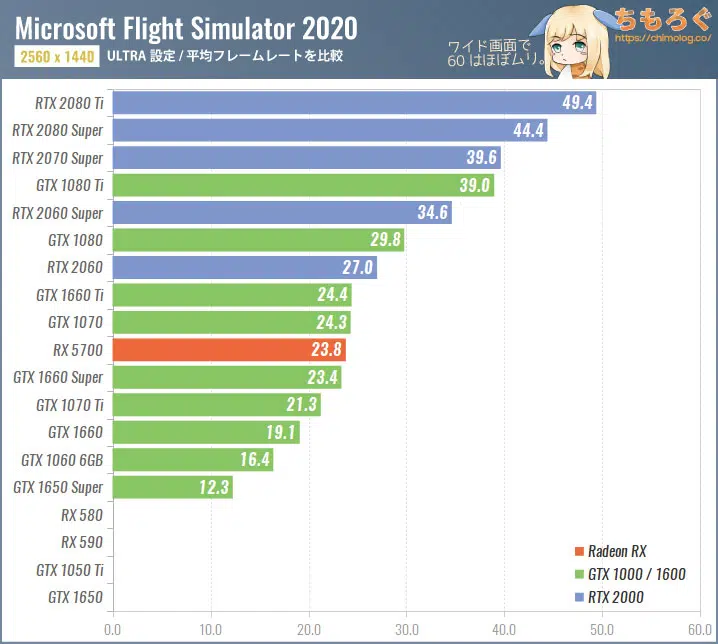 Microsoft Flight Simulator 2020
2560 x 1440 ULTRA 設定 / 平均フレームレートを比較
ワイド画面で
60 はほぼムリ。
ちもろぐ
https://chimolog.co/
RTX 2080 Ti 49.4
RTX 2080 Super 44.4
RTX 2070 Super 39.6
GTX 1080 Ti 39.0
RTX 2060 Super 34.6
GTX 1080 29.8
RTX 2060 27.0
GTX 1660 Ti 24.4
GTX 1070 24.3
RX 5700 23.8
GTX 1660 Super 23.4
GTX 1070 Ti 21.3
GTX 1660 19.1
GTX 1060 6GB 16.4
GTX 1650 Super 12.3
RX 580
RX 590
GTX 1050 Ti
GTX 1650
Radeon RX
GTX 1000 / 1600
RTX 2000
0.0 10.0 20.0 30.0 40.0 50.0 60.0